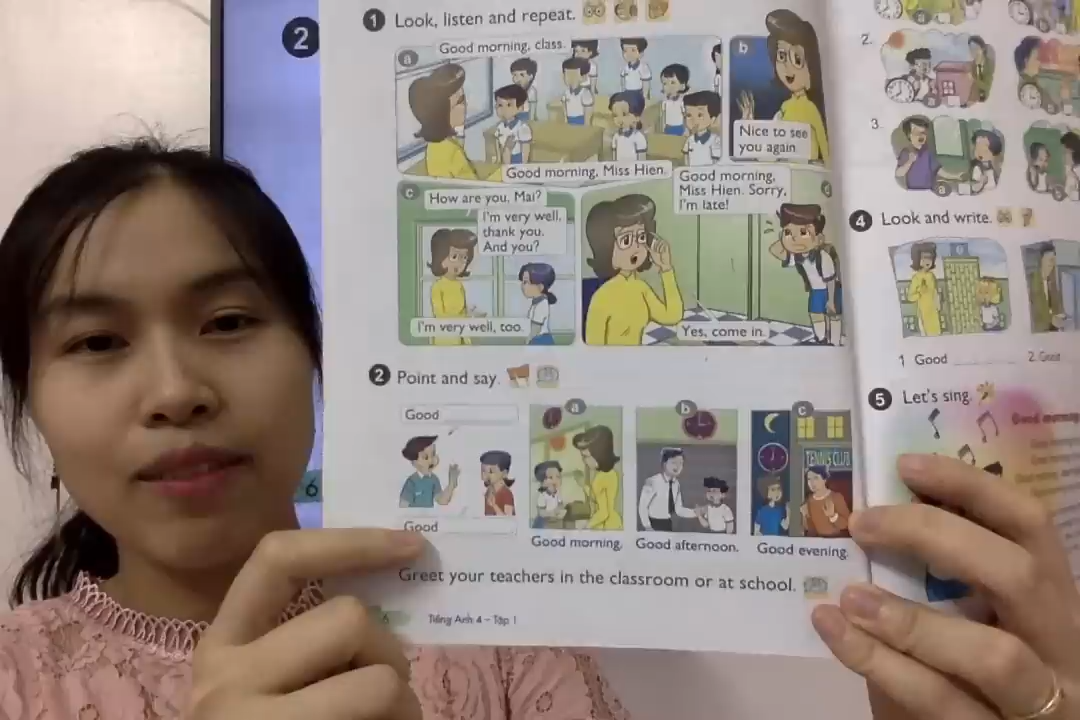 2
1 Look, listen and repeat.
a
Good morning, class.
Good morning, Miss Hien.
b
Nice to see
you again.
c
How are you, Mai?
I'm very well,
thank you.
And you?
I'm very well, too.
d
Good morning,
Miss Hien. Sorry,
I'm late!
Yes, come in.
2 Point and say.
Good
Good
a
b
c
TENNIS CLUB
Good morning.
Good afternoon.
Good evening.
Greet your teachers in the classroom or at school.
6
Tiếng Anh 4 – Tập 1
6
2.
a
3.
a
4 Look and write.
1 Good ____
2. Good
5 Let's sing.
Good morning